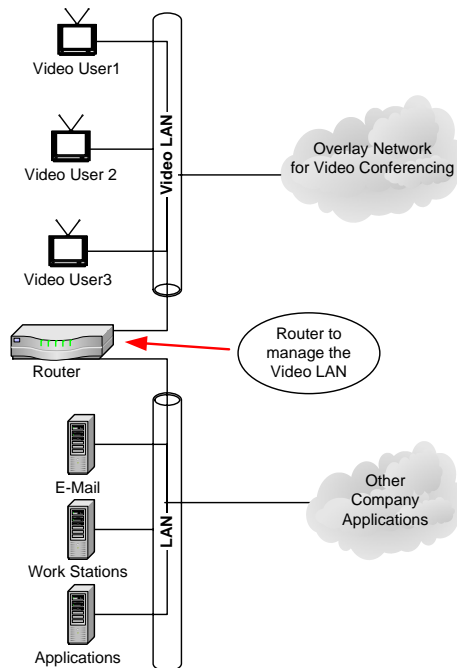 Video User1
Video User 2
Video User3
Video LAN
Overlay Network
for Video Conferencing
Router
Router to
manage the
Video LAN
E-Mail
Work Stations
Applications
LAN
Other
Company
Applications